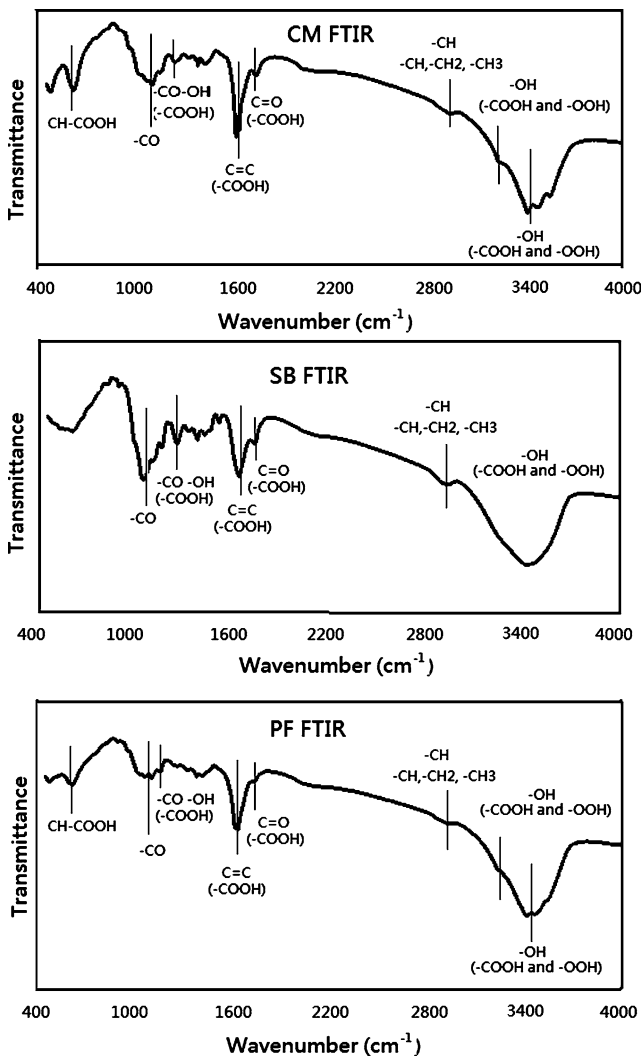 CM FTIR
-CH
-CH,-CH2, -CH3
-OH
(-COOH and -OOH)
-CO -OH
(-COOH)
C=O
(-COOH)
CH-COOH
-CO
C=C
(-COOH)
-OH
(-COOH and -OOH)
Transmittance
400 1000 1600 2200 2800 3400 4000
Wavenumber (cm-1)
SB FTIR
-CH
-CH,-CH2, -CH3
-OH
(-COOH and -OOH)
-CO -OH
(-COOH)
C=O
(-COOH)
-CO
C=C
(-COOH)
Transmittance
400 1000 1600 2200 2800 3400 4000
Wavenumber (cm-1)
PF FTIR
-CH
-CH,-CH2, -CH3
-OH
(-COOH and -OOH)
-CO -OH
(-COOH)
C=O
(-COOH)
CH-COOH
-CO
C=C
(-COOH)
-OH
(-COOH and -OOH)
Transmittance
400 1000 1600 2200 2800 3400 4000
Wavenumber (cm-1)